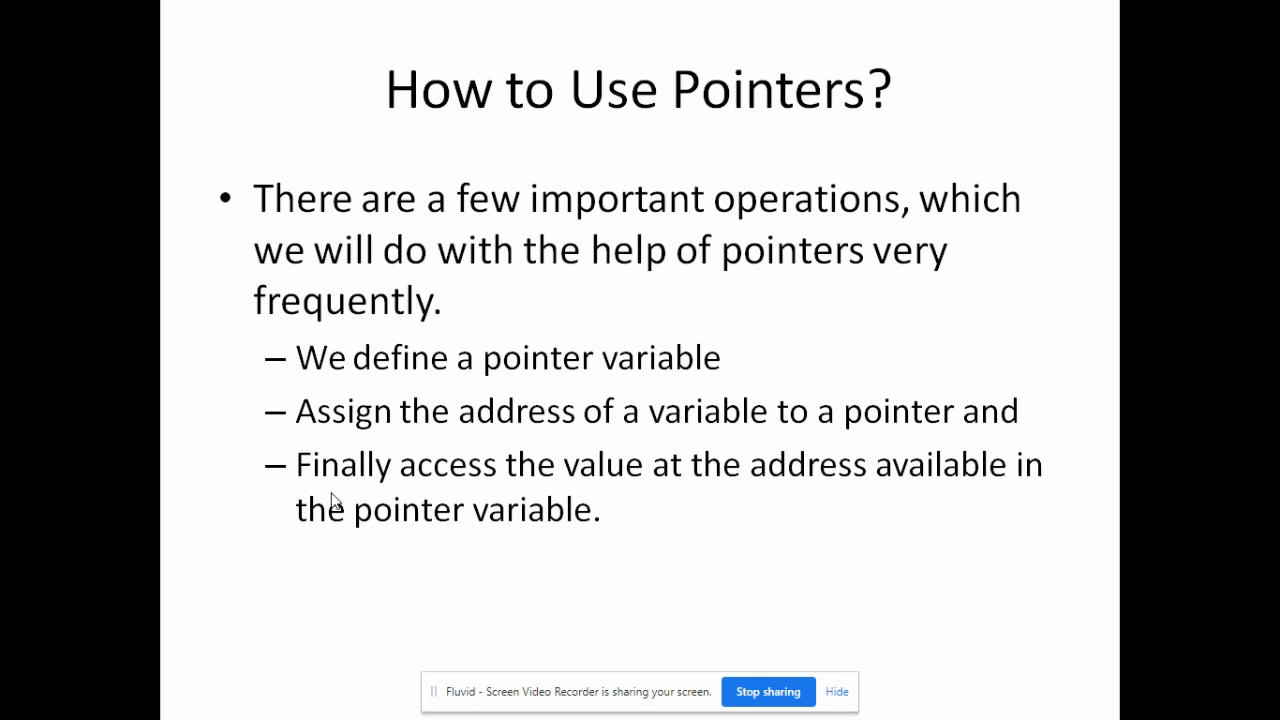 How to Use Pointers?
• There are a few important operations, which
we will do with the help of pointers very
frequently.
– We define a pointer variable
– Assign the address of a variable to a pointer and
– Finally access the value at the address available in
the pointer variable.
Fluvid - Screen Video Recorder is sharing your screen. Stop sharing Hide